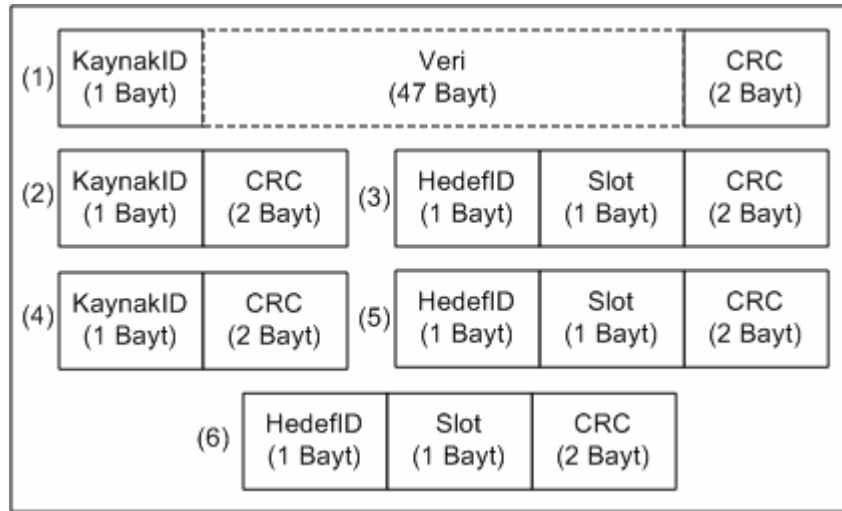 (1) KaynakID Veri CRC
(1 Bayt) (47 Bayt) (2 Bayt)
(2) KaynakID CRC (3) HedefID Slot CRC
(1 Bayt) (2 Bayt) (1 Bayt) (1 Bayt) (2 Bayt)
(4) KaynakID CRC (5) HedefID Slot CRC
(1 Bayt) (2 Bayt) (1 Bayt) (1 Bayt) (2 Bayt)
(6) HedefID Slot CRC
(1 Bayt) (1 Bayt) (2 Bayt)